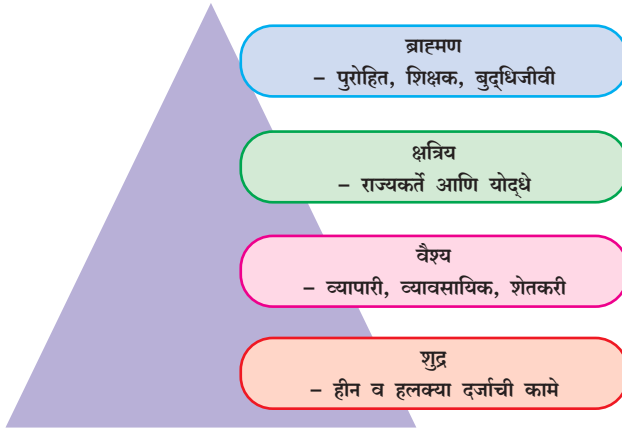 ब्राह्मण
– पुरोहित, शिक्षक, बुद्‌धिजीवी
क्षत्रिय
– राज्यकर्ते आणि योद्‌धे
वैश्य
– व्यापारी, व्यावसायिक, शेतकरी
शुद्र
– हीन व हलक्या दर्जाची कामे